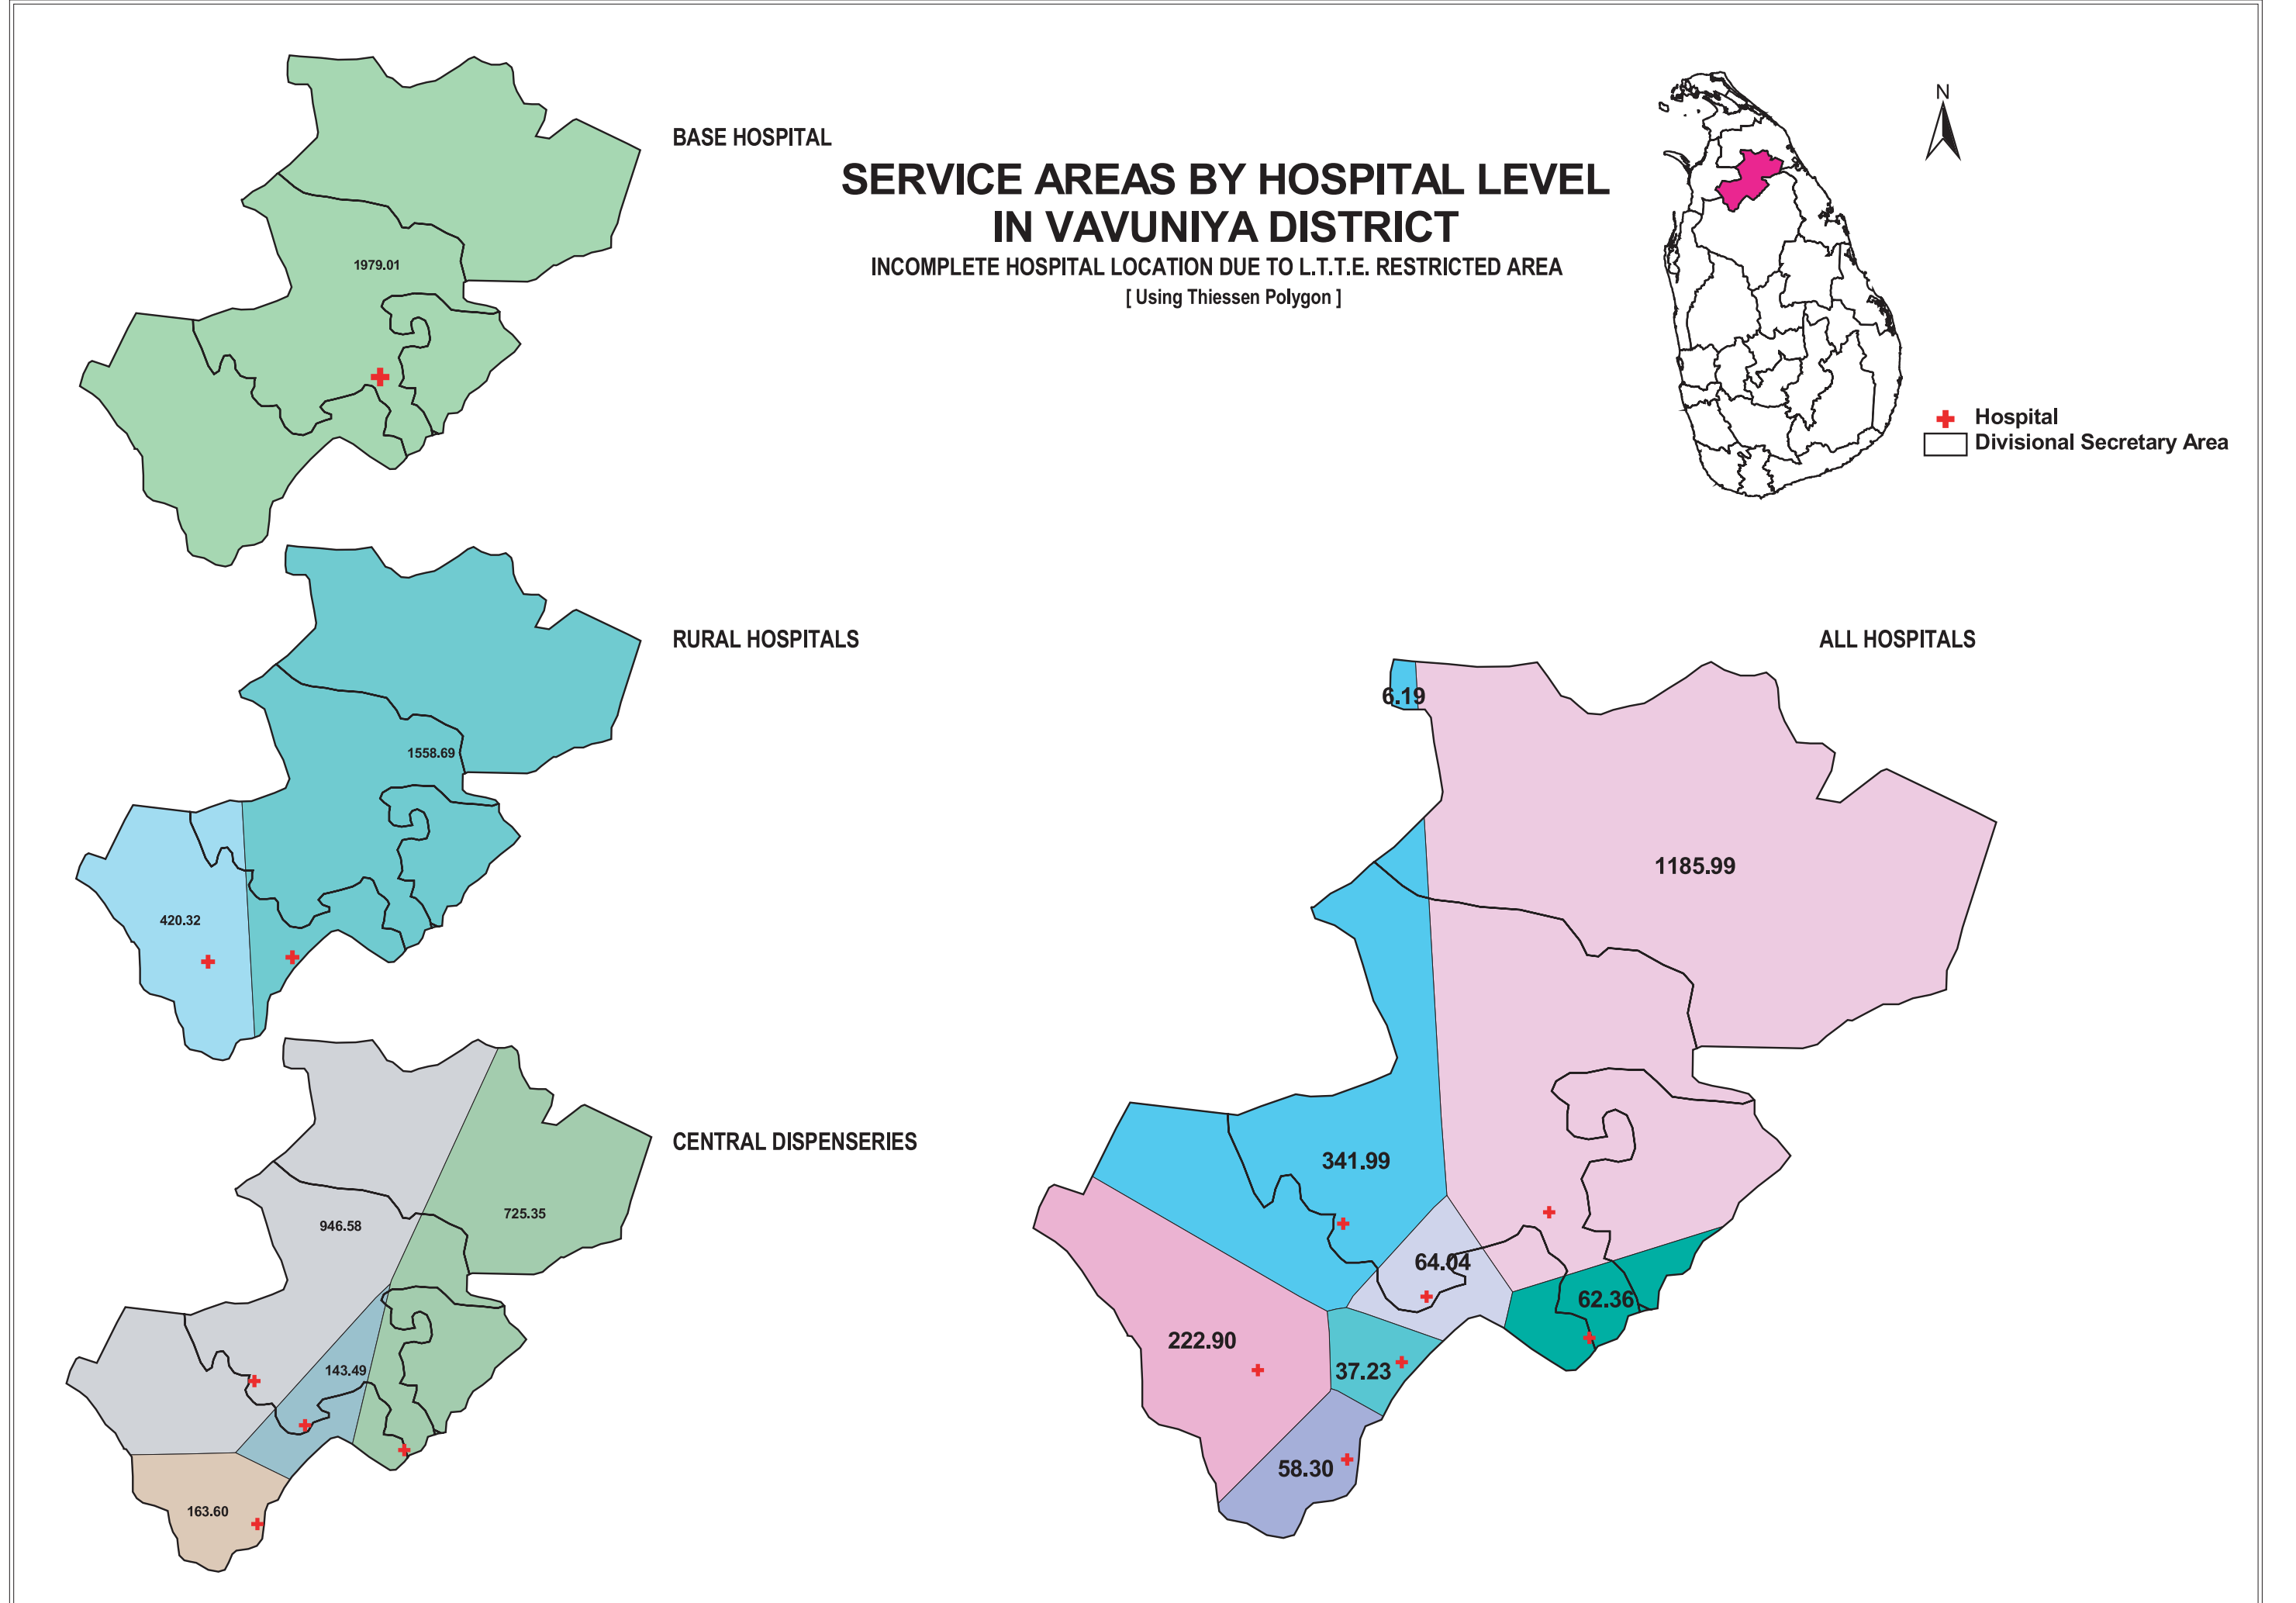 BASE HOSPITAL
1979.01
SERVICE AREAS BY HOSPITAL LEVEL
IN VAVUNIYA DISTRICT
INCOMPLETE HOSPITAL LOCATION DUE TO L.T.T.E. RESTRICTED AREA
[ Using Thiessen Polygon ]
N
Hospital
Divisional Secretary Area
RURAL HOSPITALS
1558.69
420.32
CENTRAL DISPENSERIES
946.58
725.35
143.49
163.60
ALL HOSPITALS
6.19
1185.99
341.99
64.04
62.36
222.90
37.23
58.30